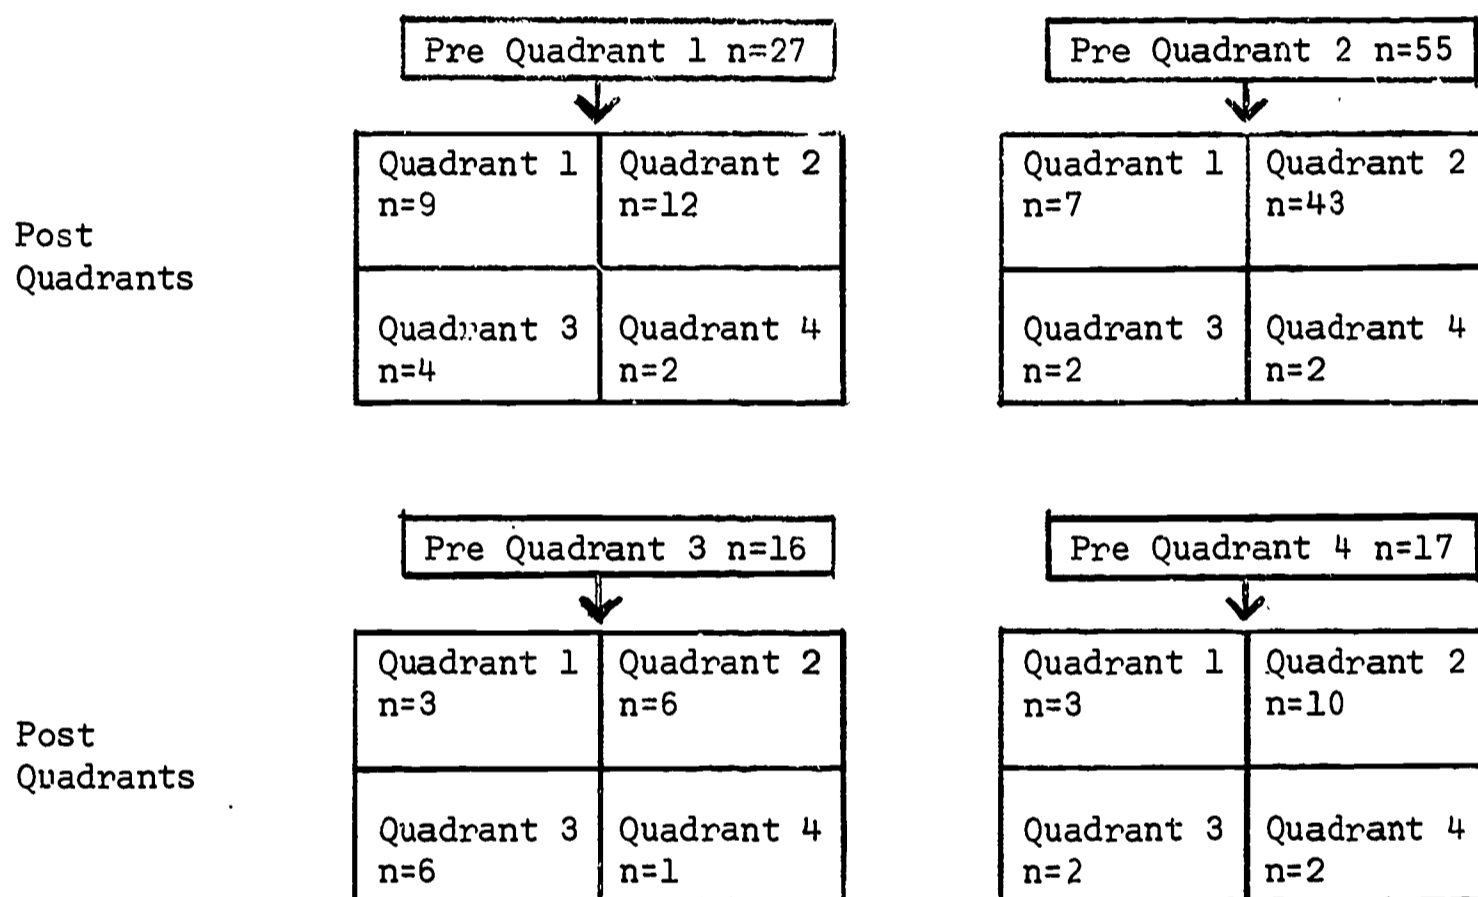 Pre Quadrant 1 n=27
Pre Quadrant 2 n=55
Post
Quadrants
Quadrant 1
n=9
Quadrant 2
n=12
Quadrant 3
n=4
Quadrant 4
n=2
Quadrant 1
n=7
Quadrant 2
n=43
Quadrant 3
n=2
Quadrant 4
n=2
Pre Quadrant 3 n=16
Pre Quadrant 4 n=17
Post
Quadrants
Quadrant 1
n=3
Quadrant 2
n=6
Quadrant 3
n=6
Quadrant 4
n=1
Quadrant 1
n=3
Quadrant 2
n=10
Quadrant 3
n=2
Quadrant 4
n=2